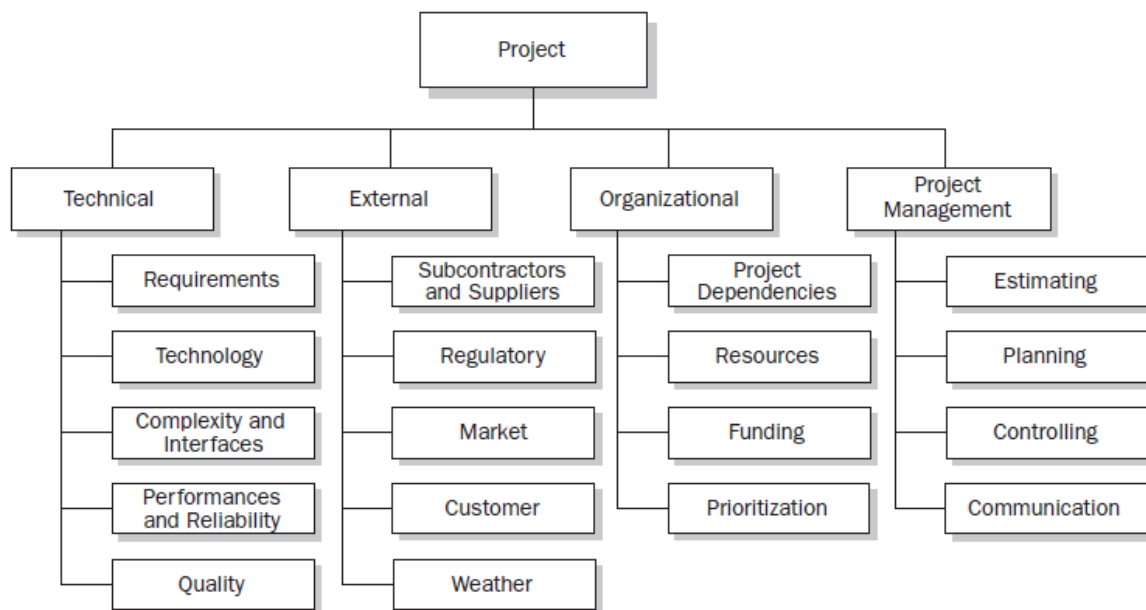 Project
Technical
External
Organizational
Project
Management
Requirements
Technology
Complexity and
Interfaces
Performances
and Reliability
Quality
Subcontractors
and Suppliers
Regulatory
Market
Customer
Weather
Project
Dependencies
Resources
Funding
Prioritization
Estimating
Planning
Controlling
Communication